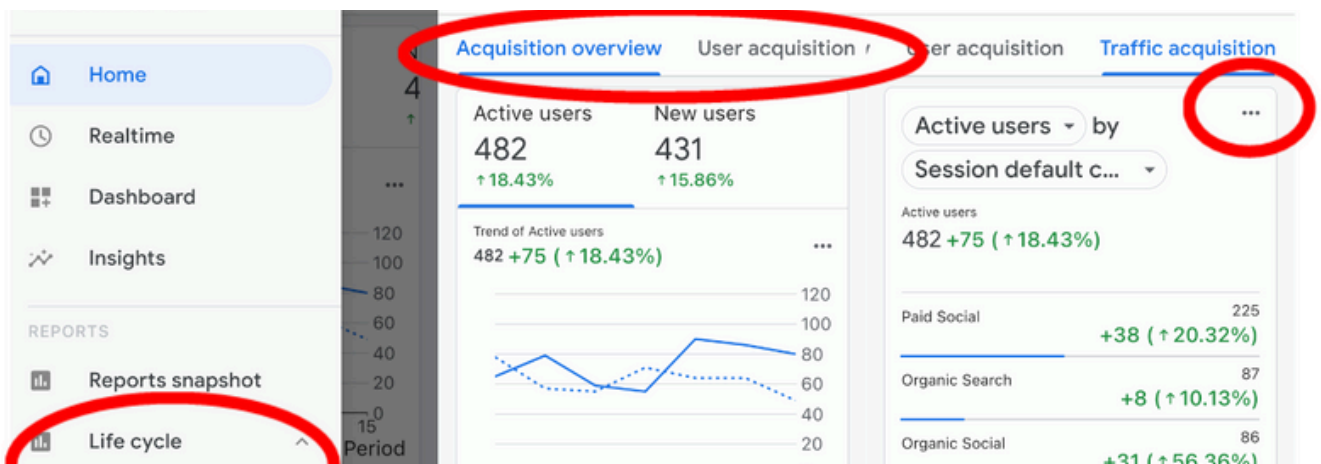 Home
Realtime
Dashboard
Insights
REPORTS
Reports snapshot
Life cycle
4
↑
...
120
100
80
60
40
20
0
15
Period
Acquisition overview User acquisition
Active users New users
482 431
↑18.43% ↑15.86%
Trend of Active users
482 +75 (↑18.43%)
...
120
100
80
60
40
20
User acquisition Traffic acquisition
...
Active users by
Session default c...
Active users
482 +75 (↑18.43%)
Paid Social 225
+38 (↑20.32%)
Organic Search 87
+8 (↑10.13%)
Organic Social 86
+31 (↑56.36%)